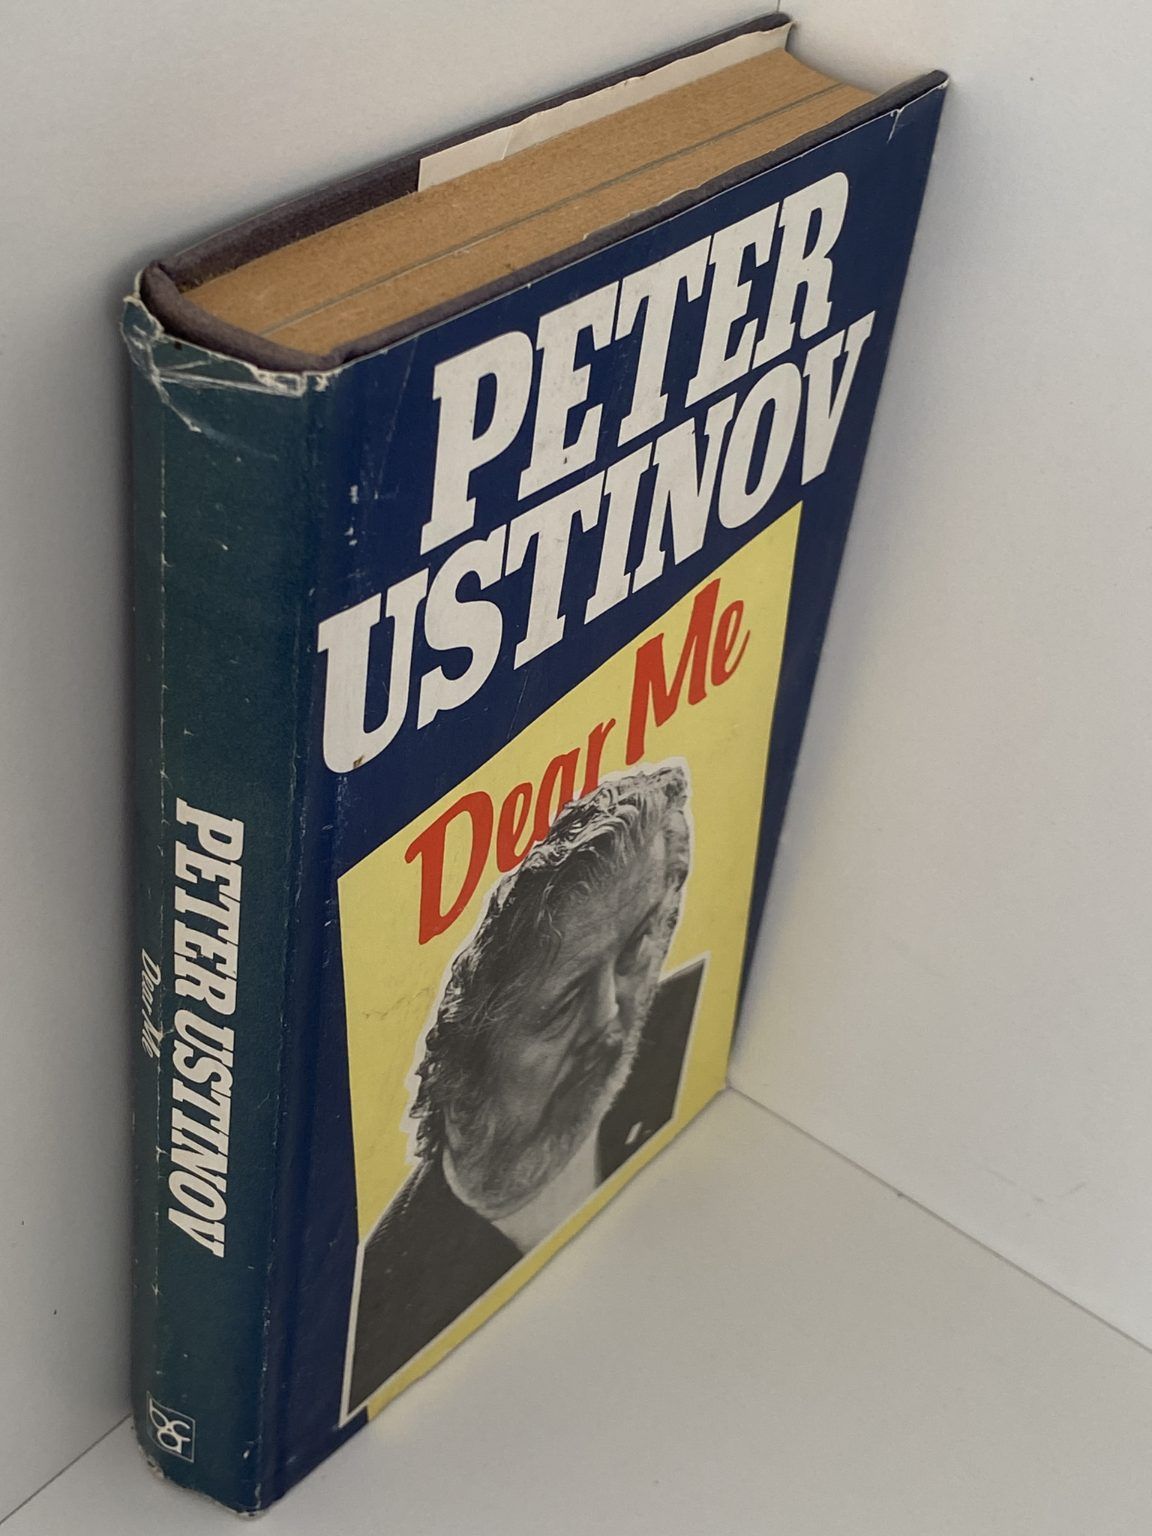 PETER
USTINOV
Dear Me
PETER USTINOV
Dear Me